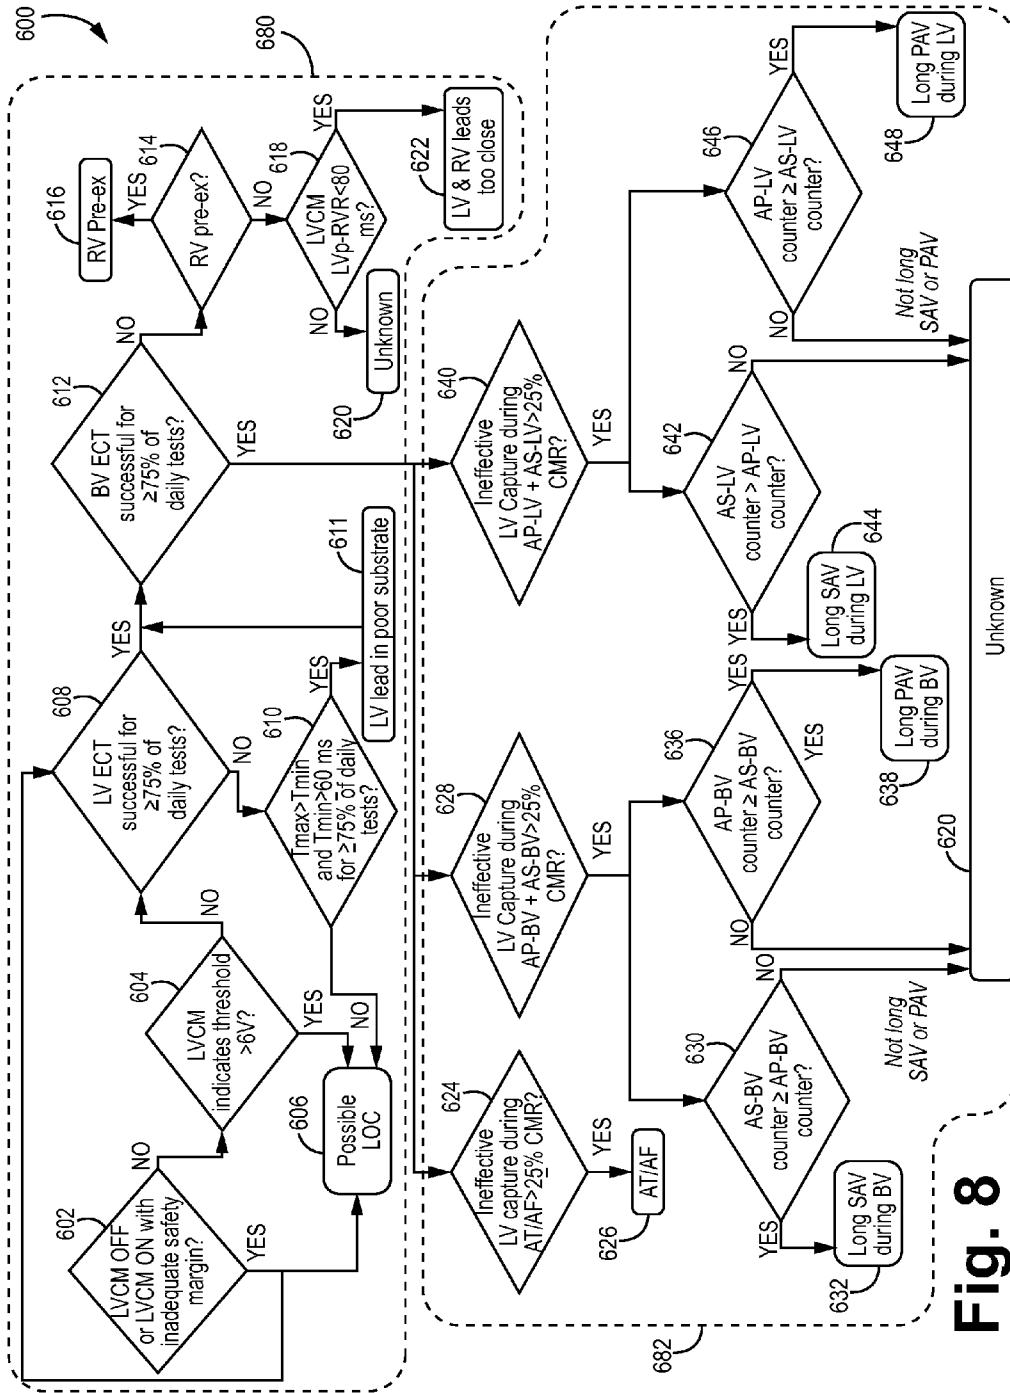 600
680
602
LVCM OFF
or LVCM ON with
inadequate safety
margin?
NO
YES
604
LVCM
indicates threshold
>6V?
NO
YES
606
Possible
LOC
608
LV ECT
successful for
≥75% of
daily tests?
YES
NO
610
Tmax>Tmin
and Tmin>60 ms
for ≥75% of daily
tests?
YES
NO
611
LV lead in poor substrate
612
BV ECT
successful for
≥75% of
daily tests?
NO
YES
614
RV pre-ex?
YES
NO
616
RV Pre-ex
618
LVCM
LVp-RVR<80
ms?
YES
NO
620
Unknown
622
LV & RV leads
too close
682
624
Ineffective
LV capture during
AT/AF>25% CMR?
YES
626
AT/AF
628
Ineffective
LV Capture during
AP-BV + AS-BV>25%
CMR?
YES
630
AS-BV
counter ≥ AP-BV
counter?
YES
NO
632
Long SAV
during BV
Not long
SAV or PAV
636
AP-BV
counter ≥ AS-BV
counter?
NO
YES
YES
638
Long PAV
during BV
640
Ineffective
LV Capture during
AP-LV + AS-LV>25%
CMR?
YES
642
AS-LV
counter > AP-LV
counter?
YES
NO
644
Long SAV
during LV
646
AP-LV
counter ≥ AS-LV
counter?
YES
NO
648
Long PAV
during LV
Not long
SAV or PAV
620
Unknown
Fig. 8